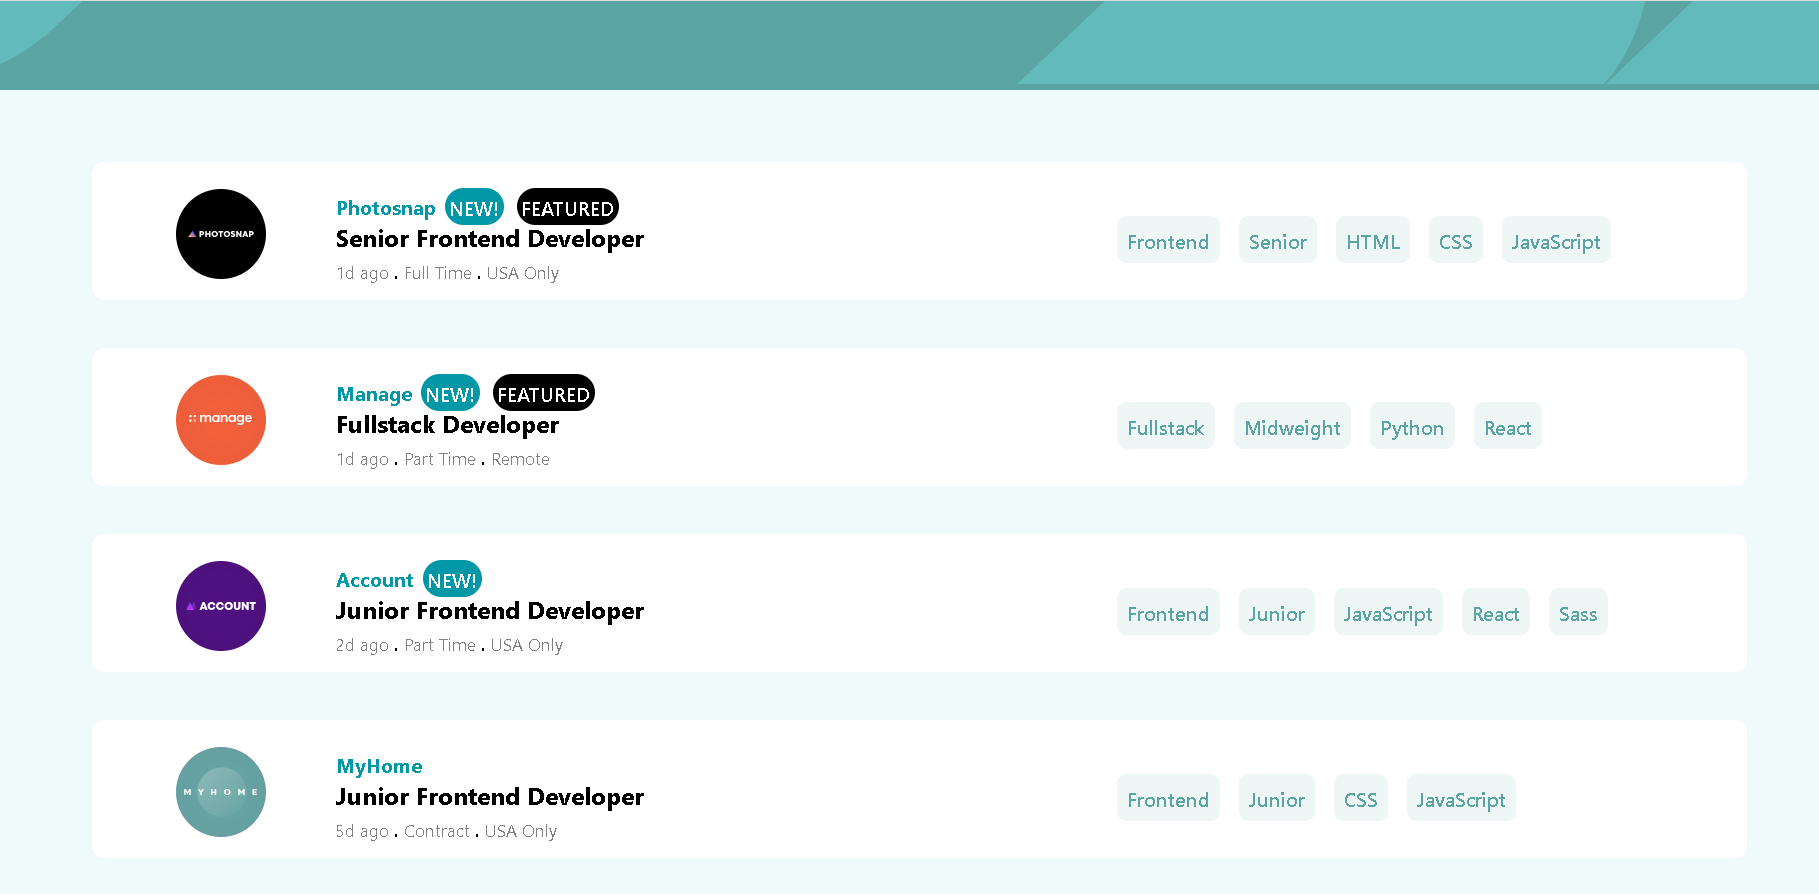 PHOTOSNAP
Photosnap NEW! FEATURED
Senior Frontend Developer
1d ago . Full Time . USA Only
Frontend Senior HTML CSS JavaScript
manage
Manage NEW! FEATURED
Fullstack Developer
1d ago . Part Time . Remote
Fullstack Midweight Python React
ACCOUNT
Account NEW!
Junior Frontend Developer
2d ago . Part Time . USA Only
Frontend Junior JavaScript React Sass
MYHOME
MyHome
Junior Frontend Developer
5d ago . Contract . USA Only
Frontend Junior CSS JavaScript